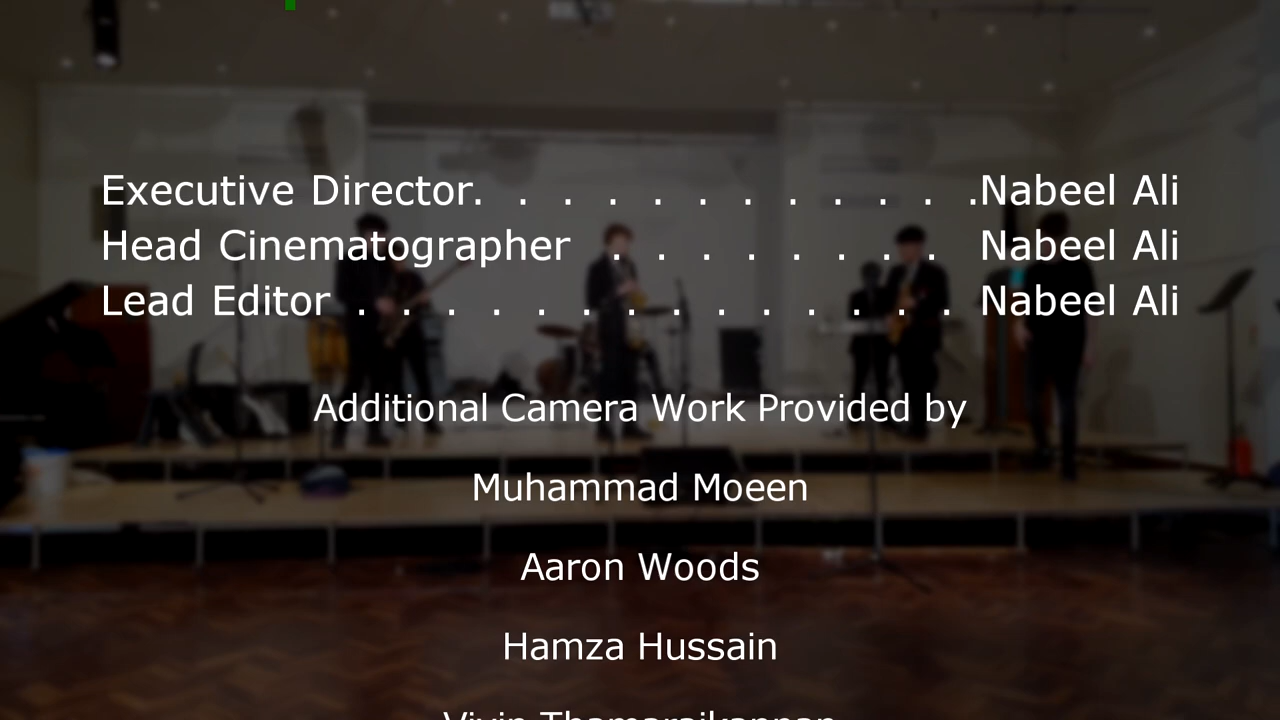 Executive Director. . . . . . . . . . . .Nabeel Ali
Head Cinematographer . . . . . . . . Nabeel Ali
Lead Editor . . . . . . . . . . . . . . Nabeel Ali
Additional Camera Work Provided by
Muhammad Moeen
Aaron Woods
Hamza Hussain